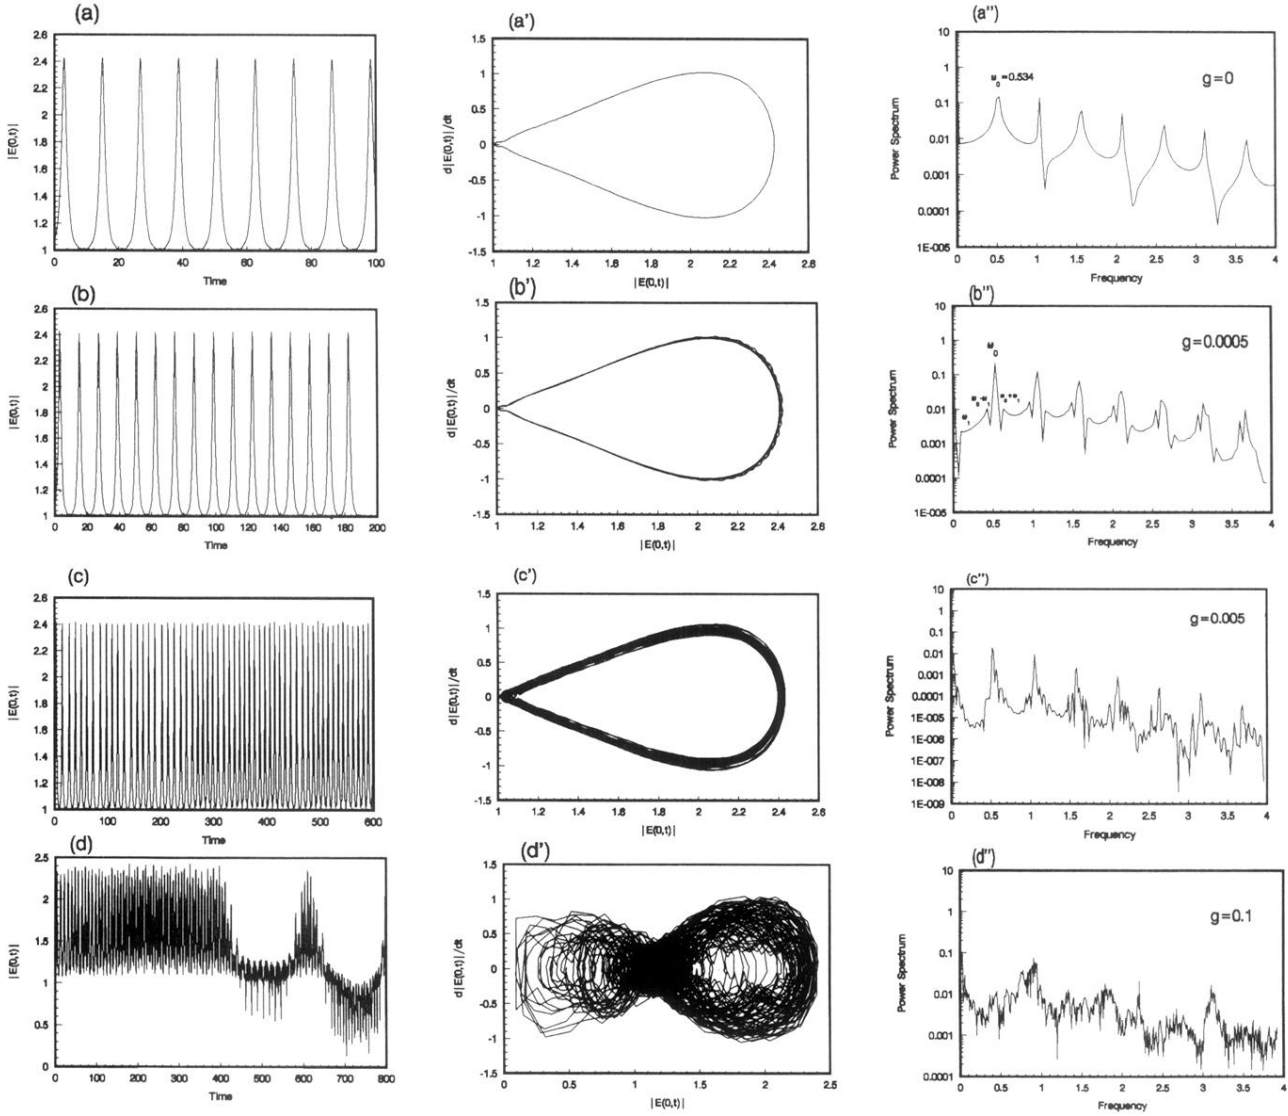 (a)
2.6
2.4
2.2
2
1.8
1.6
1.4
1.2
1
|E(0,t)|
0 20 40 60 80 100
Time
(a')
1.5
1
0.5
0
-0.5
-1
-1.5
d|E(0,t)|/dt
1 1.2 1.4 1.6 1.8 2 2.2 2.4 2.6
|E(0,t)|
(a'')
10
1
0.1
0.01
0.001
0.0001
1E-005
Power Spectrum
ω₀=0.534
g=0
0 0.5 1 1.5 2 2.5 3 3.5 4
Frequency
(b)
2.6
2.4
2.2
2
1.8
1.6
1.4
1.2
1
|E(0,t)|
0 20 40 60 80 100 120 140 160 180 200
Time
(b')
1.5
1
0.5
0
-0.5
-1
-1.5
d|E(0,t)|/dt
1 1.2 1.4 1.6 1.8 2 2.2 2.4 2.6
|E(0,t)|
(b'')
10
1
0.1
0.01
0.001
0.0001
1E-005
Power Spectrum
g=0.0005
ω₀
ω₀-ω₁ ω₀+ω₁
ω₁
0 0.5 1 1.5 2 2.5 3 3.5 4
Frequency
(c)
2.6
2.4
2.2
2
1.8
1.6
1.4
1.2
1
|E(0,t)|
0 100 200 300 400 500 600
Time
(c')
1.5
1
0.5
0
-0.5
-1
-1.5
d|E(0,t)|/dt
1 1.2 1.4 1.6 1.8 2 2.2 2.4 2.6
|E(0,t)|
(c'')
10
1
0.1
0.01
0.001
0.0001
1E-005
1E-006
1E-007
1E-008
1E-009
Power Spectrum
g=0.005
0 0.5 1 1.5 2 2.5 3 3.5 4
Frequency
(d)
2.5
2
1.5
1
0.5
0
|E(0,t)|
0 100 200 300 400 500 600 700 800
Time
(d')
1.5
1
0.5
0
-0.5
-1
-1.5
d|E(0,t)|/dt
0 0.5 1 1.5 2 2.5
|E(0,t)|
(d'')
10
1
0.1
0.01
0.001
0.0001
Power Spectrum
g=0.1
0 0.5 1 1.5 2 2.5 3 3.5 4
Frequency